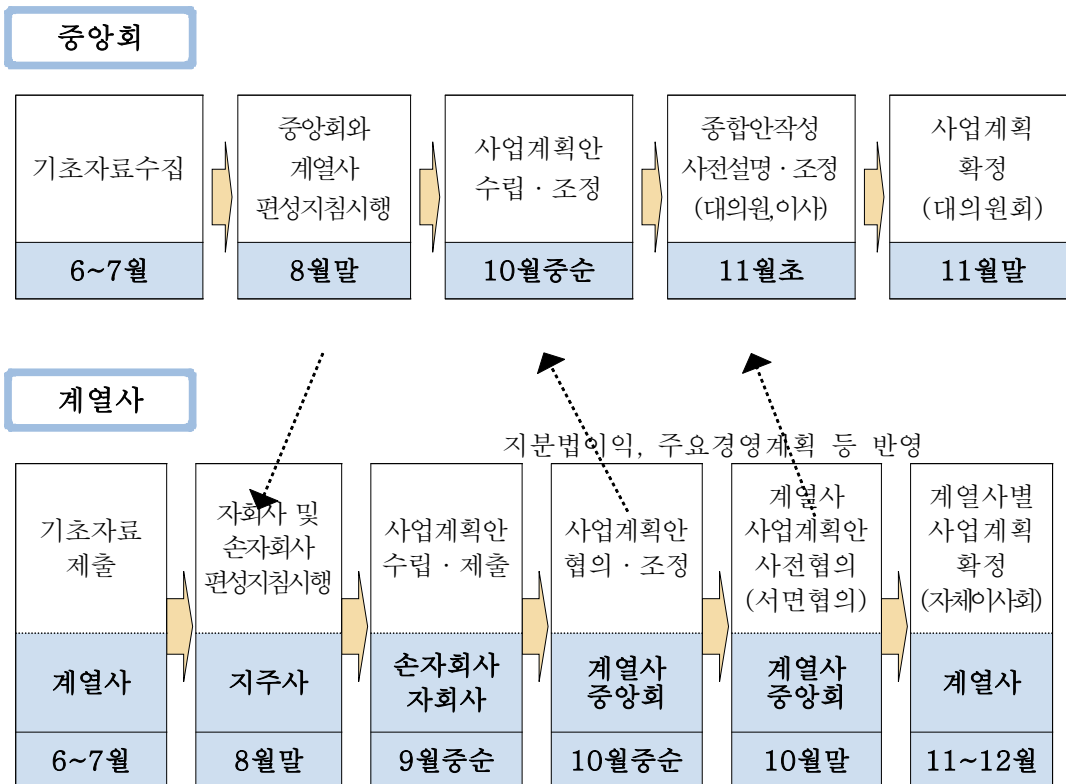 중앙회
기초자료수집
6~7월
중앙회와
계열사
편성지침시행
8월말
사업계획안
수립 · 조정
10월중순
종합안작성
사전설명 · 조정
(대의원,이사)
11월초
사업계획
확정
(대의원회)
11월말
계열사
지분법이익, 주요경영계획 등 반영
기초자료
제출
계열사
6~7월
자회사 및
손자회사
편성지침시행
지주사
8월말
사업계획안
수립 · 제출
손자회사
자회사
9월중순
사업계획안
협의 · 조정
계열사
중앙회
10월중순
계열사
사업계획안
사전협의
(서면협의)
계열사
중앙회
10월말
계열사별
사업계획
확정
(자체이사회)
계열사
11~12월